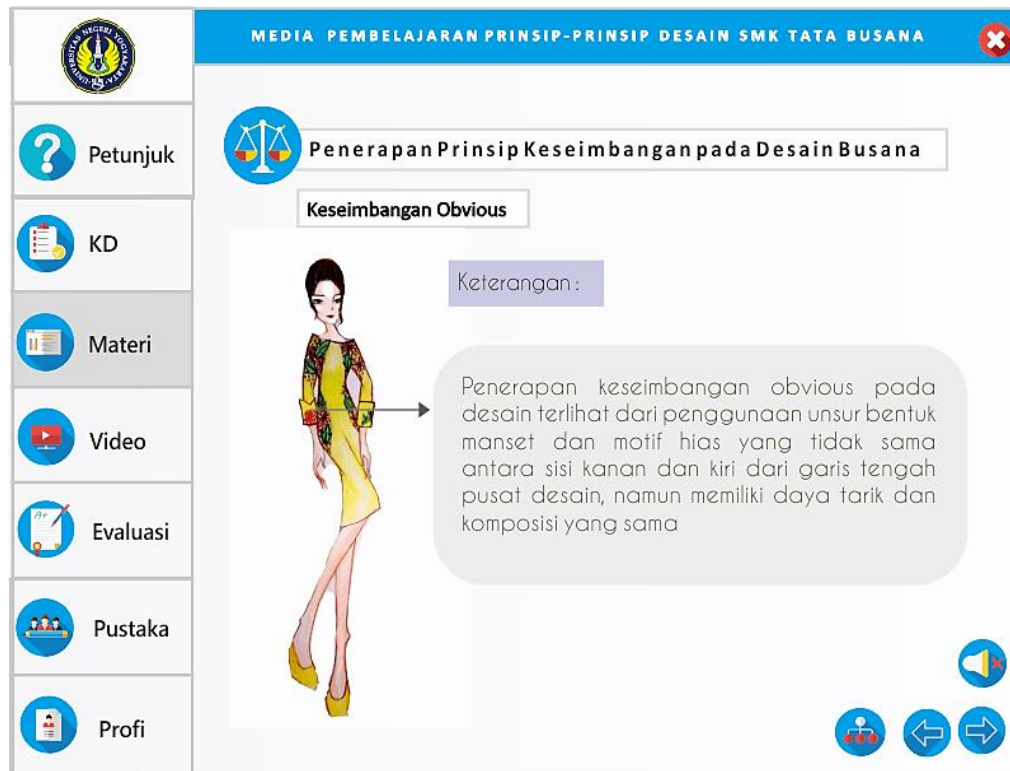 UNIVERSITAS NEGERI YOGYAKARTA
MEDIA PEMBELAJARAN PRINSIP-PRINSIP DESAIN SMK TATA BUSANA
Petunjuk
KD
Materi
Video
Evaluasi
Pustaka
Profi
Penerapan Prinsip Keseimbangan pada Desain Busana
Keseimbangan Obvious
Keterangan :
Penerapan keseimbangan obvious pada
desain terlihat dari penggunaan unsur bentuk
manset dan motif hias yang tidak sama
antara sisi kanan dan kiri dari garis tengah
pusat desain, namun memiliki daya tarik dan
komposisi yang sama
A+